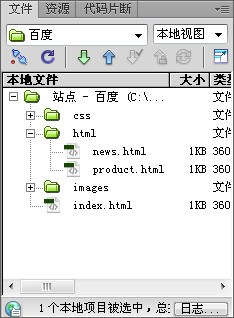 文件 资源 代码片断
百度 本地视图
本地文件 大小 类型
站点 - 百度 (C:\... 文件
css 文件
html 文件
news.html 1KB 360
product.html 1KB 360
images 文件
index.html 1KB 360
1 个本地项目被选中，总 日志...